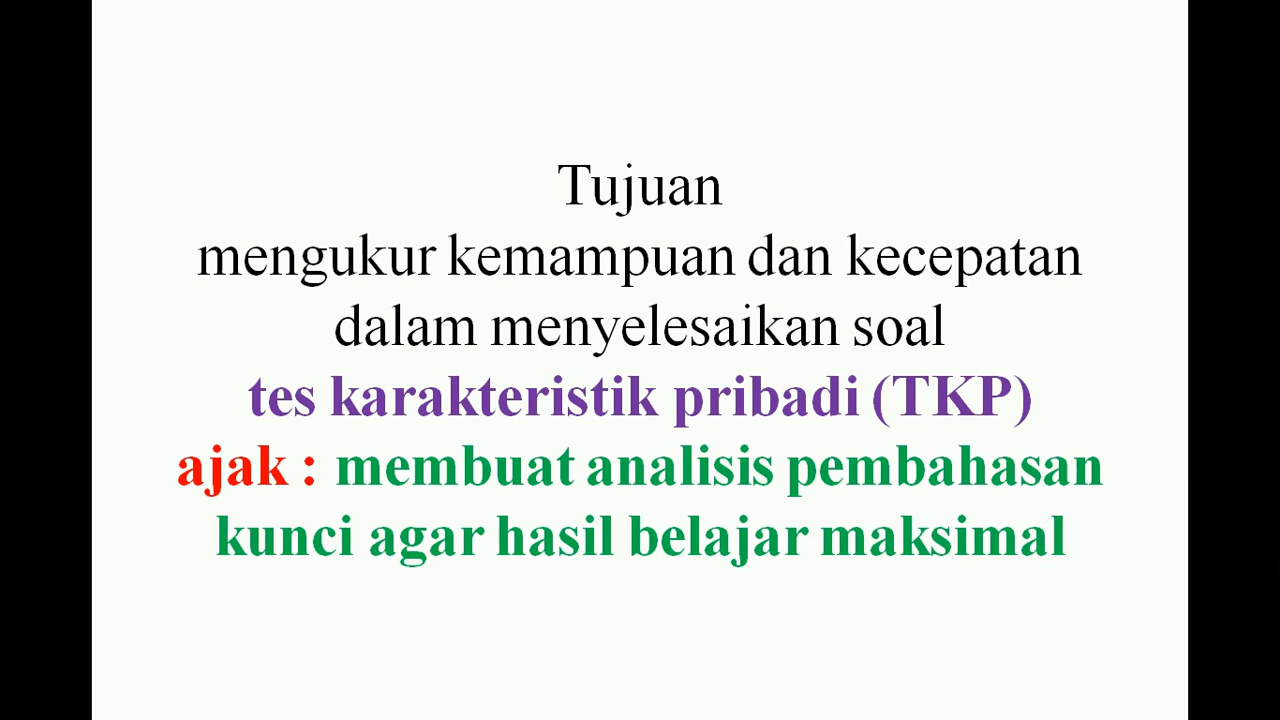 Tujuan
mengukur kemampuan dan kecepatan
dalam menyelesaikan soal
tes karakteristik pribadi (TKP)
ajak : membuat analisis pembahasan
kunci agar hasil belajar maksimal